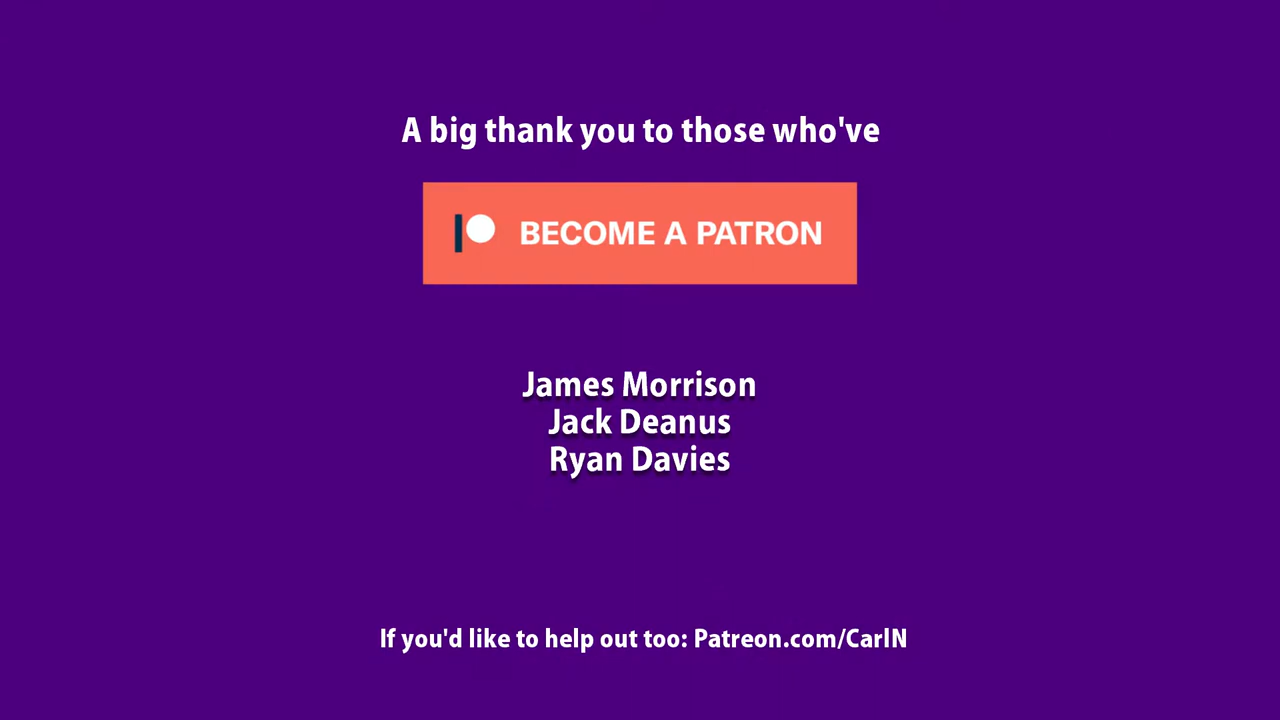 A big thank you to those who've
BECOME A PATRON
James Morrison
Jack Deanus
Ryan Davies
If you'd like to help out too: Patreon.com/CarlN